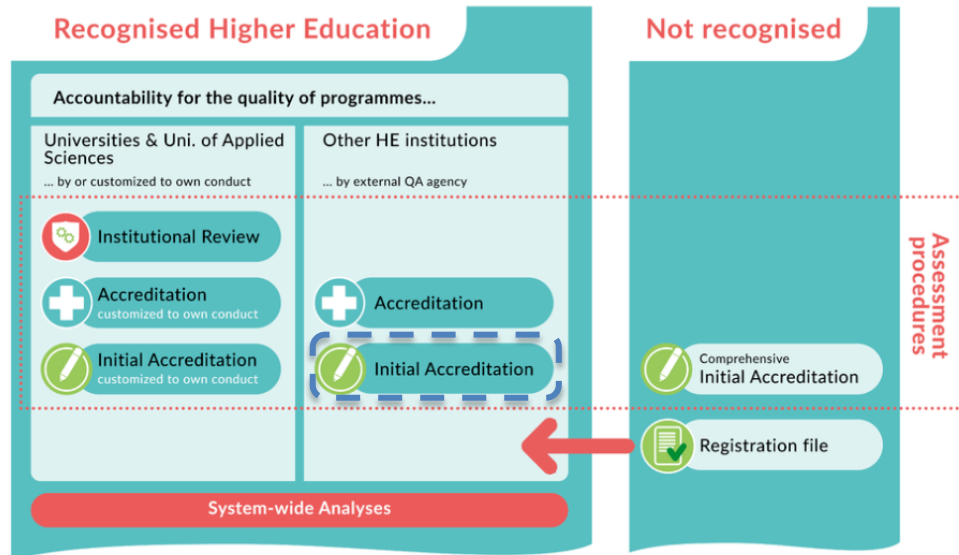 Recognised Higher Education
Not recognised
Accountability for the quality of programmes...
Universities & Uni. of Applied
Sciences
... by or customized to own conduct
Other HE institutions
... by external QA agency
Institutional Review
Accreditation
customized to own conduct
Initial Accreditation
customized to own conduct
Accreditation
Initial Accreditation
Comprehensive
Initial Accreditation
Registration file
Assessment
procedures
System-wide Analyses